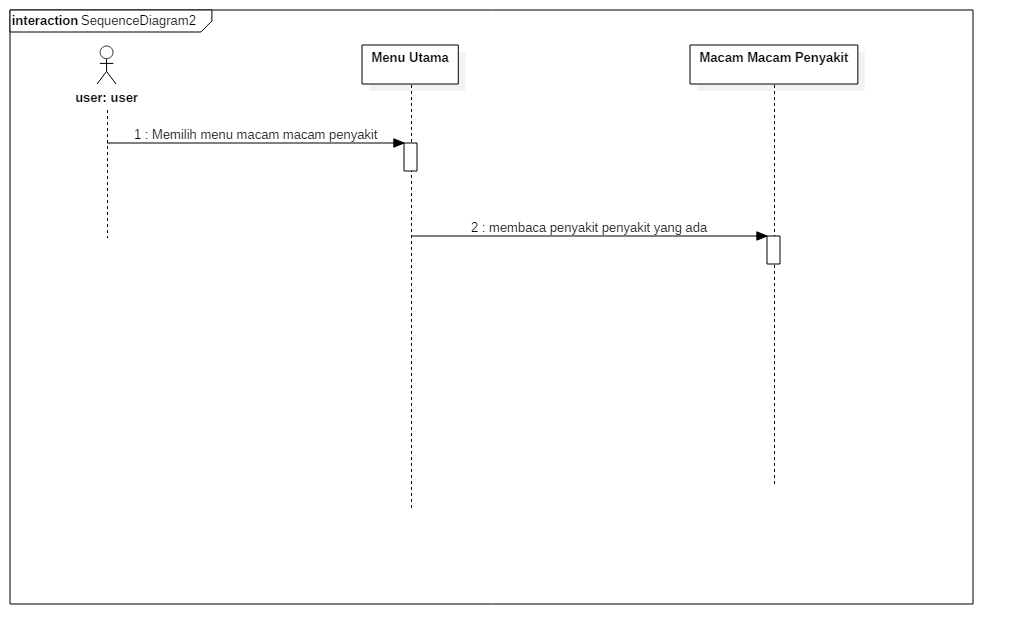 interaction SequenceDiagram2
user: user
Menu Utama
Macam Macam Penyakit
1 : Memilih menu macam macam penyakit
2 : membaca penyakit penyakit yang ada